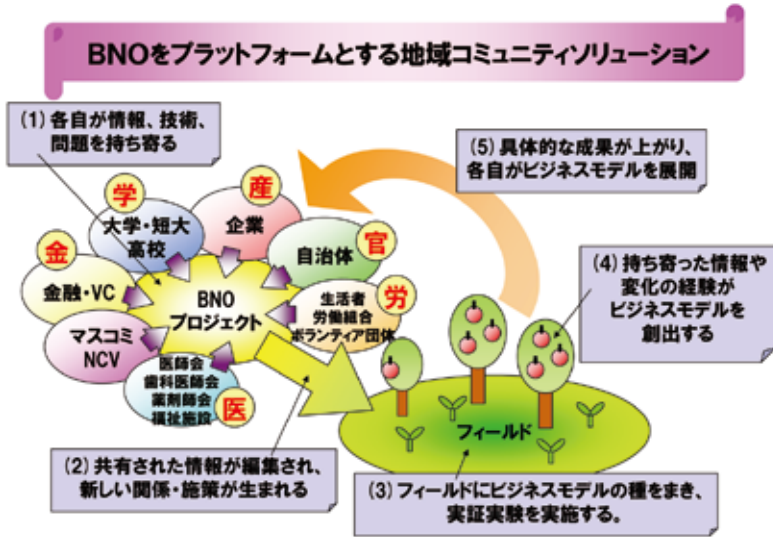 BNOをプラットフォームとする地域コミュニティソリューション
(1) 各自が情報、技術、
問題を持ち寄る
(5) 具体的な成果が上がり、
各自がビジネスモデルを展開
学
大学・短大
高校
産
企業
官
自治体
金
金融・VC
BNO
プロジェクト
労
生活者
労働組合
ボランティア団体
マスコミ
NCV
医師会
歯科医師会
薬剤師会
福祉施設
医
(4) 持ち寄った情報や
変化の経験が
ビジネスモデルを
創出する
フィールド
(2) 共有された情報が編集され、
新しい関係・施策が生まれる
(3) フィールドにビジネスモデルの種をまき、
実証実験を実施する。